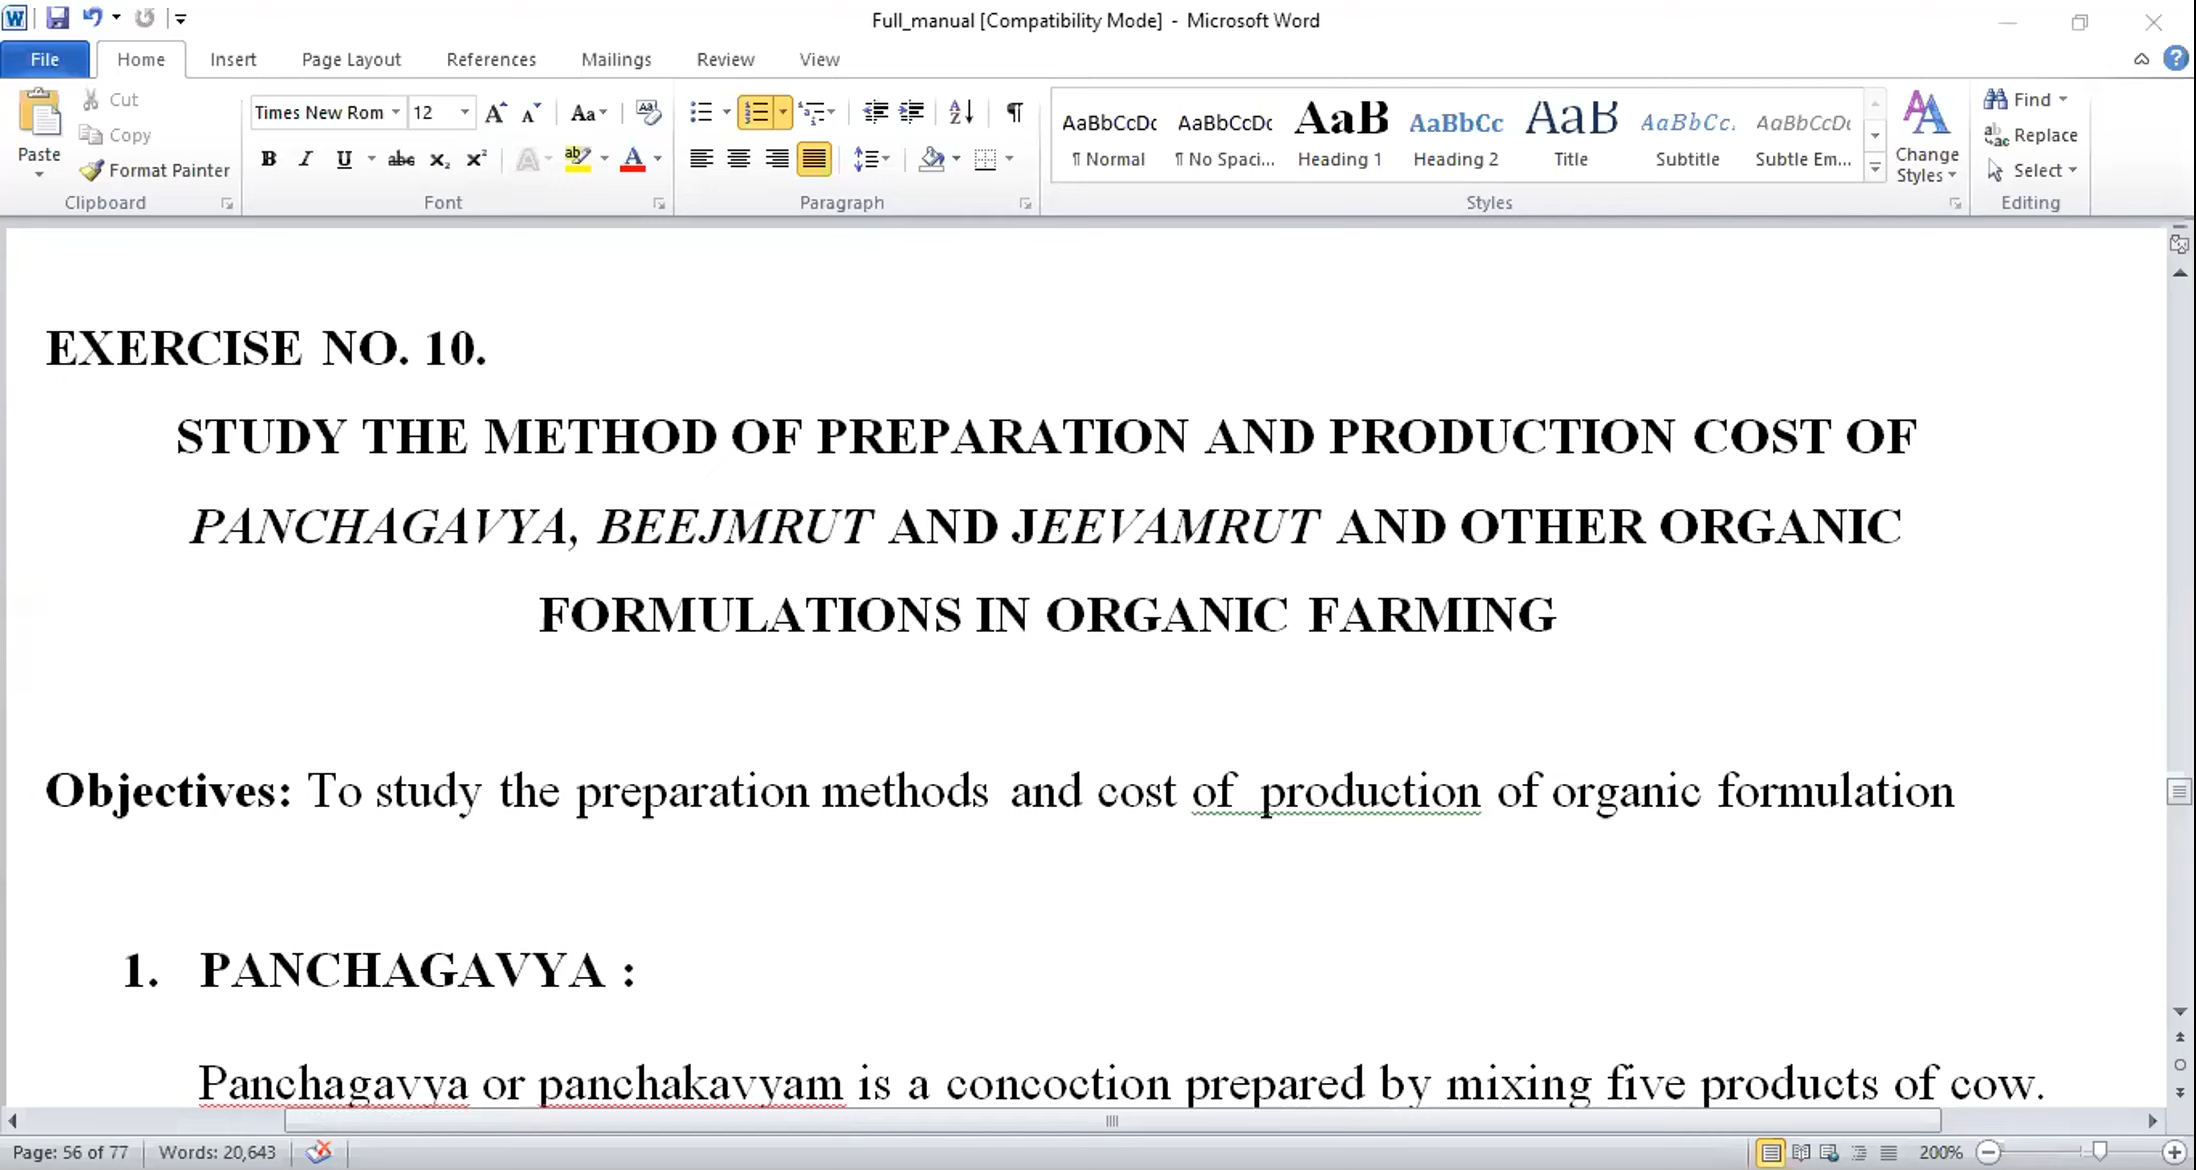 Full_manual [Compatibility Mode] - Microsoft Word
File Home Insert Page Layout References Mailings Review View
Paste
Cut
Copy
Format Painter
Clipboard
Times New Rom 12
Font
Paragraph
AaBbCcDc AaBbCcDc AaB AaBbCc AaB AaBbCc. AaBbCcDc
¶ Normal ¶ No Spaci... Heading 1 Heading 2 Title Subtitle Subtle Em...
Change
Styles
Styles
Find
Replace
Select
Editing
EXERCISE NO. 10.
STUDY THE METHOD OF PREPARATION AND PRODUCTION COST OF
PANCHAGAVYA, BEEJMRUT AND JEEVAMRUT AND OTHER ORGANIC
FORMULATIONS IN ORGANIC FARMING
Objectives: To study the preparation methods and cost of production of organic formulation
1. PANCHAGAVYA :
Panchagavya or panchakavyam is a concoction prepared by mixing five products of cow.
Page: 56 of 77 Words: 20,643 200%